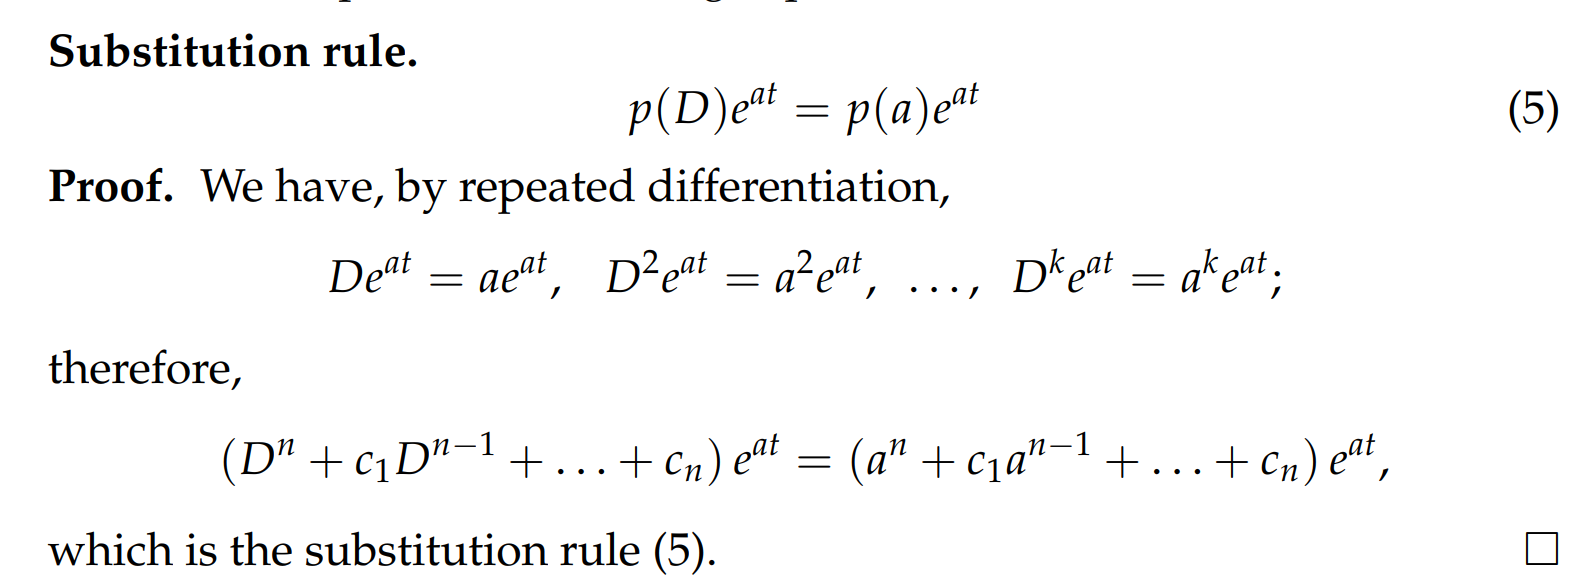 Substitution rule.
p(D)e^{at} = p(a)e^{at} (5)
Proof. We have, by repeated differentiation,
De^{at} = ae^{at}, D^2e^{at} = a^2e^{at}, ..., D^ke^{at} = a^ke^{at};
therefore,
(D^n + c_1D^{n−1} + ... + c_n) e^{at} = (a^n + c_1a^{n−1} + ... + c_n) e^{at},
which is the substitution rule (5). □